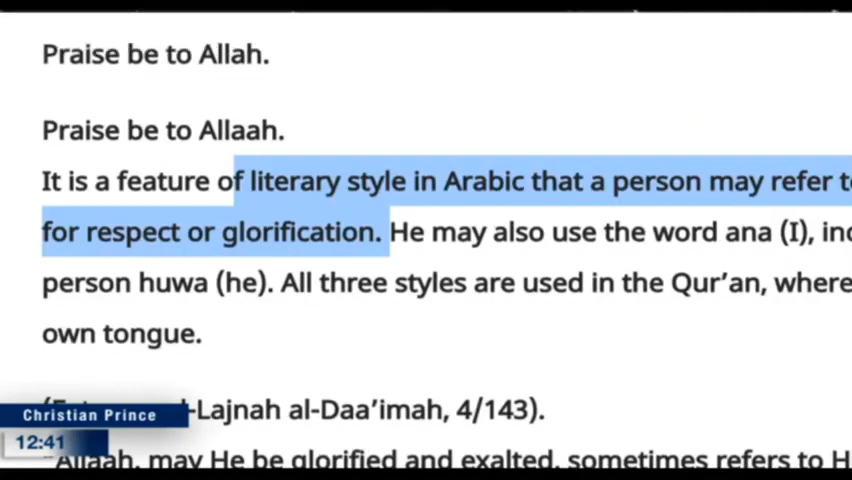 Praise be to Allah.
Praise be to Allaah.
It is a feature of literary style in Arabic that a person may refer
for respect or glorification. He may also use the word ana (I),
person huwa (he). All three styles are used in the Qur’an, where
own tongue.
al-Daa’imah, 4/143).
Christian Prince
12:41
“Allaah, may He be glorified and exalted, sometimes refers to